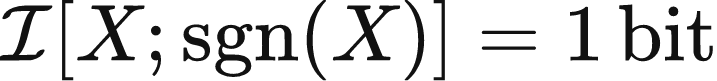 𝓘[X; sgn(X)] = 1 bit